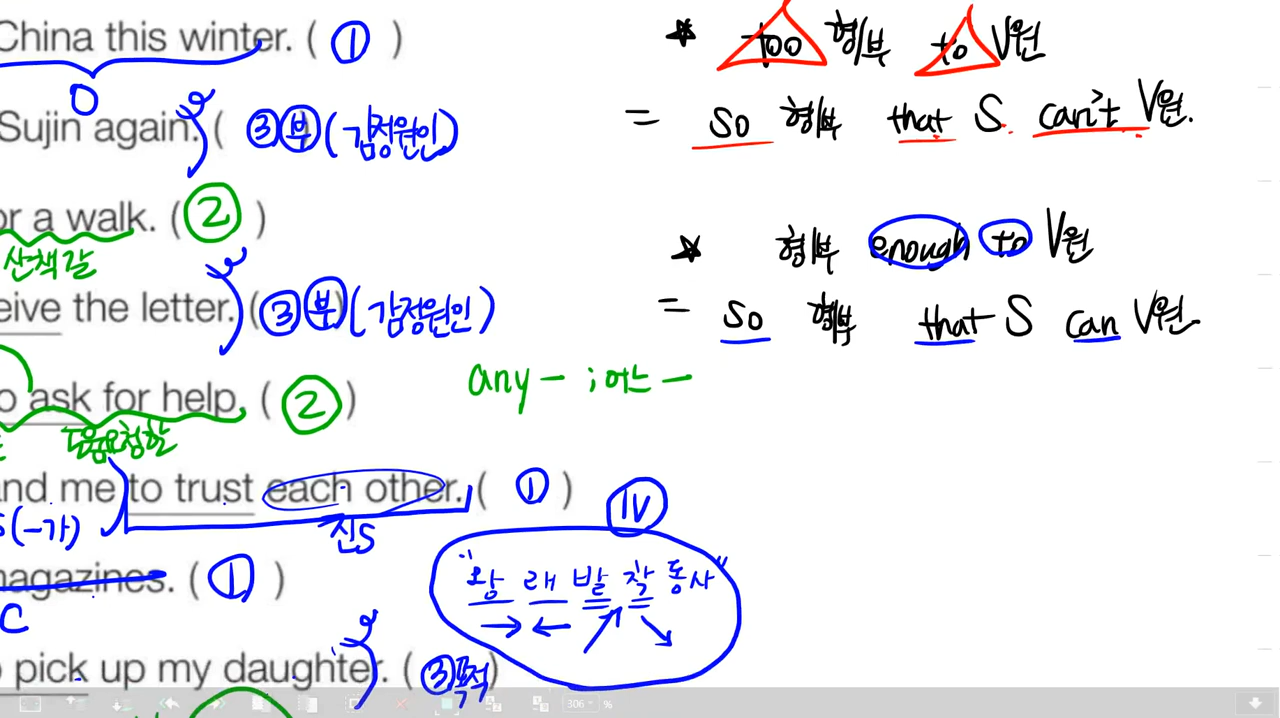 China this winter. ( ① )
O
Sujin again. ( ③ 부 (감정원인)
or a walk. ( ② )
산책갈
eive the letter. ( ③ 부 (감정원인)
o ask for help. ( ② )
도움요청할
and me to trust each other. ( ① )
S(-가)
진S
magazines. ( ① )
C
o pick up my daughter. ( ③목적 )
★ too 형/부 to V원
= so 형/부 that S can't V원.
★ 형/부 enough to V원
= so 형/부 that S can V원
any – ; 어느 –
IV
"왕 래 발 착 동사"
306 %